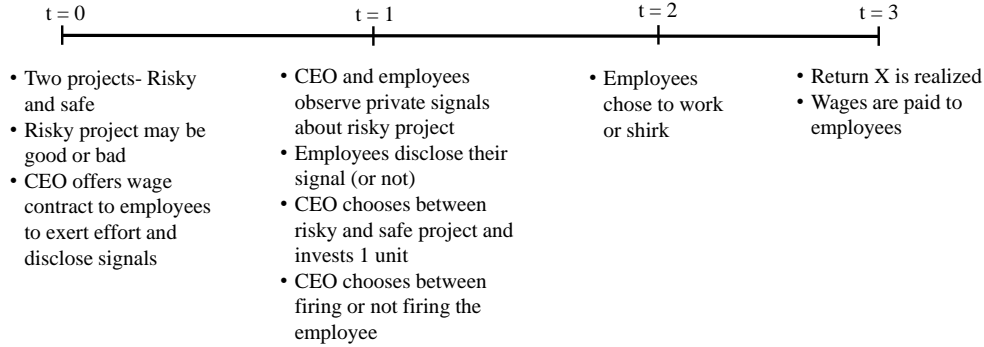 t = 0
t = 1
t = 2
t = 3
• Two projects- Risky
and safe
• Risky project may be
good or bad
• CEO offers wage
contract to employees
to exert effort and
disclose signals
• CEO and employees
observe private signals
about risky project
• Employees disclose their
signal (or not)
• CEO chooses between
risky and safe project and
invests 1 unit
• CEO chooses between
firing or not firing the
employee
• Employees
chose to work
or shirk
• Return X is realized
• Wages are paid to
employees